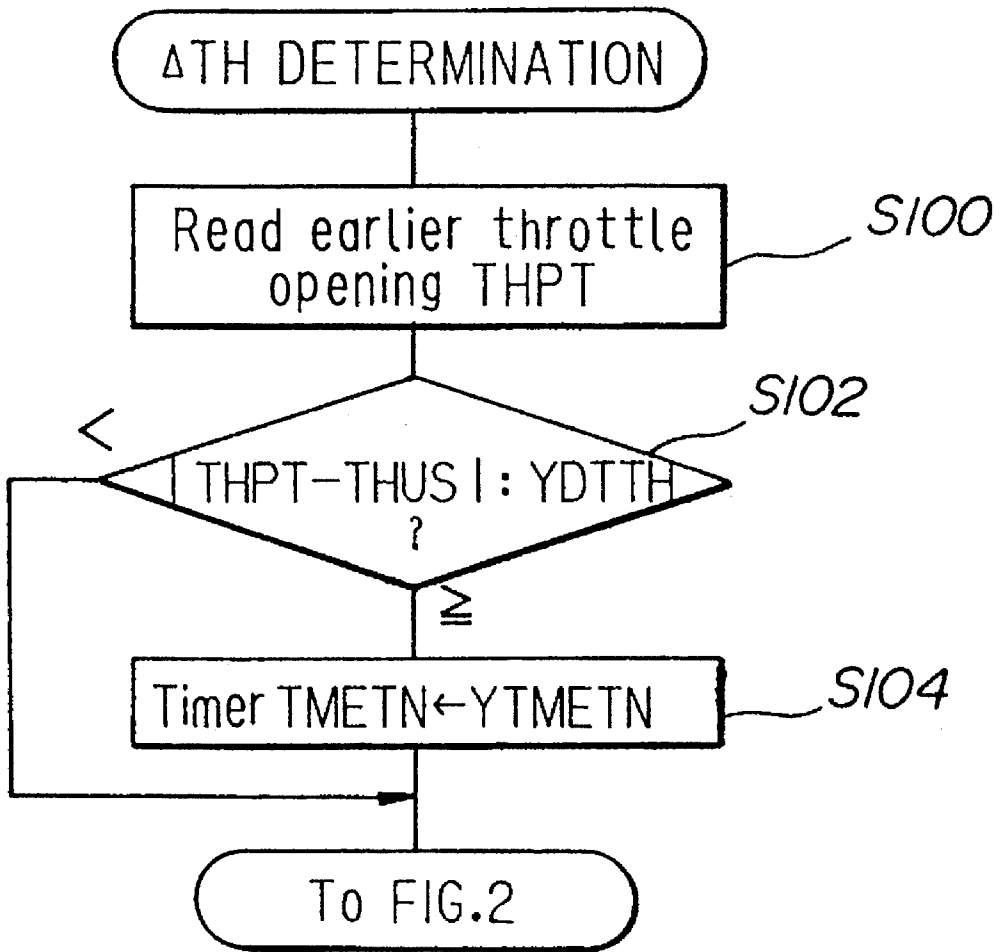 ΔTH DETERMINATION
Read earlier throttle
opening THPT
S100
S102
<
| THPT-THUS | : YDTTH
?
≧
Timer TMETN←YTMETN
S104
To FIG.2